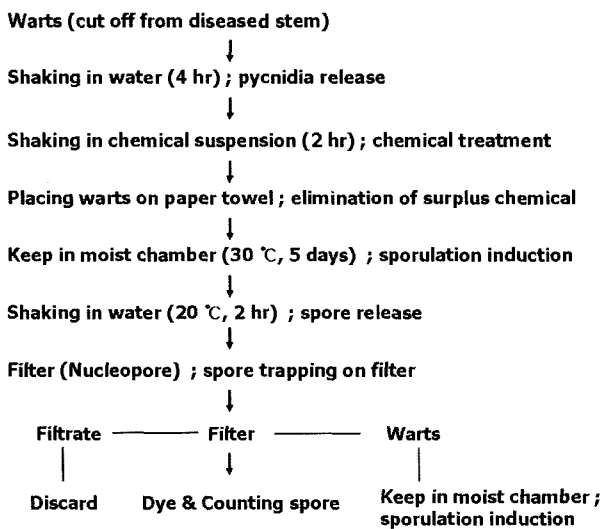 Warts (cut off from diseased stem)
Shaking in water (4 hr) ; pycnidia release
Shaking in chemical suspension (2 hr) ; chemical treatment
Placing warts on paper towel ; elimination of surplus chemical
Keep in moist chamber (30 ℃, 5 days) ; sporulation induction
Shaking in water (20 ℃, 2 hr) ; spore release
Filter (Nucleopore) ; spore trapping on filter
Filtrate Filter Warts
Discard Dye & Counting spore Keep in moist chamber ;
sporulation induction